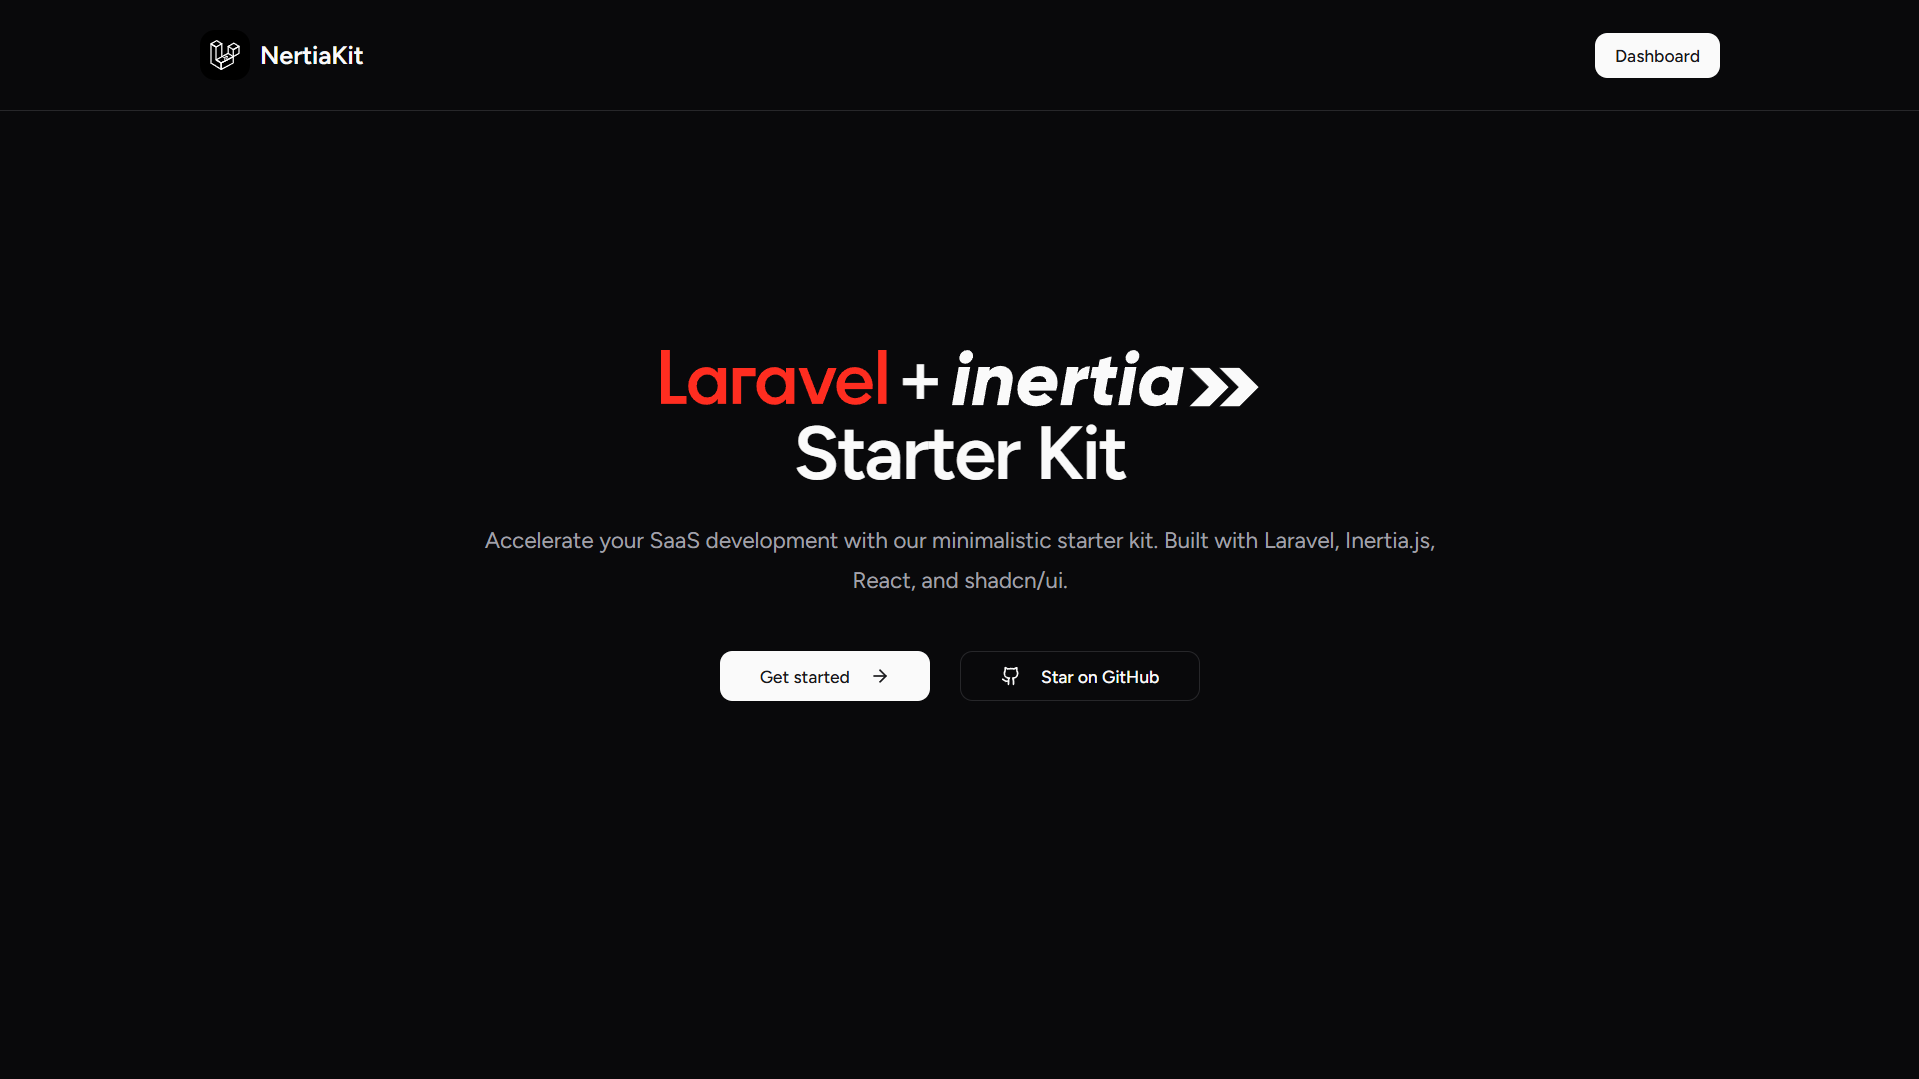 NertiaKit
Dashboard
Laravel + inertia
Starter Kit
Accelerate your SaaS development with our minimalistic starter kit. Built with Laravel, Inertia.js,
React, and shadcn/ui.
Get started
Star on GitHub